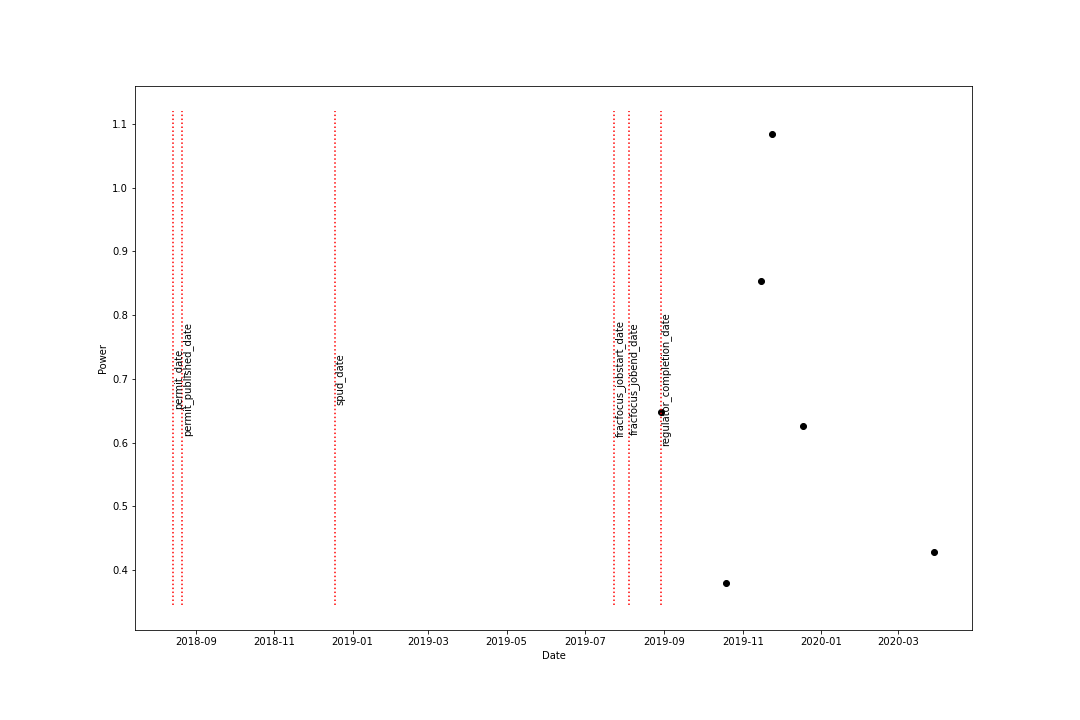 1.1
1.0
0.9
0.8
0.7
0.6
0.5
0.4
Power
permit_date
permit_published_date
spud_date
fracfocus_jobstart_date
fracfocus_jobend_date
regulator_completion_date
2018-09
2018-11
2019-01
2019-03
2019-05
2019-07
2019-09
2019-11
2020-01
2020-03
Date